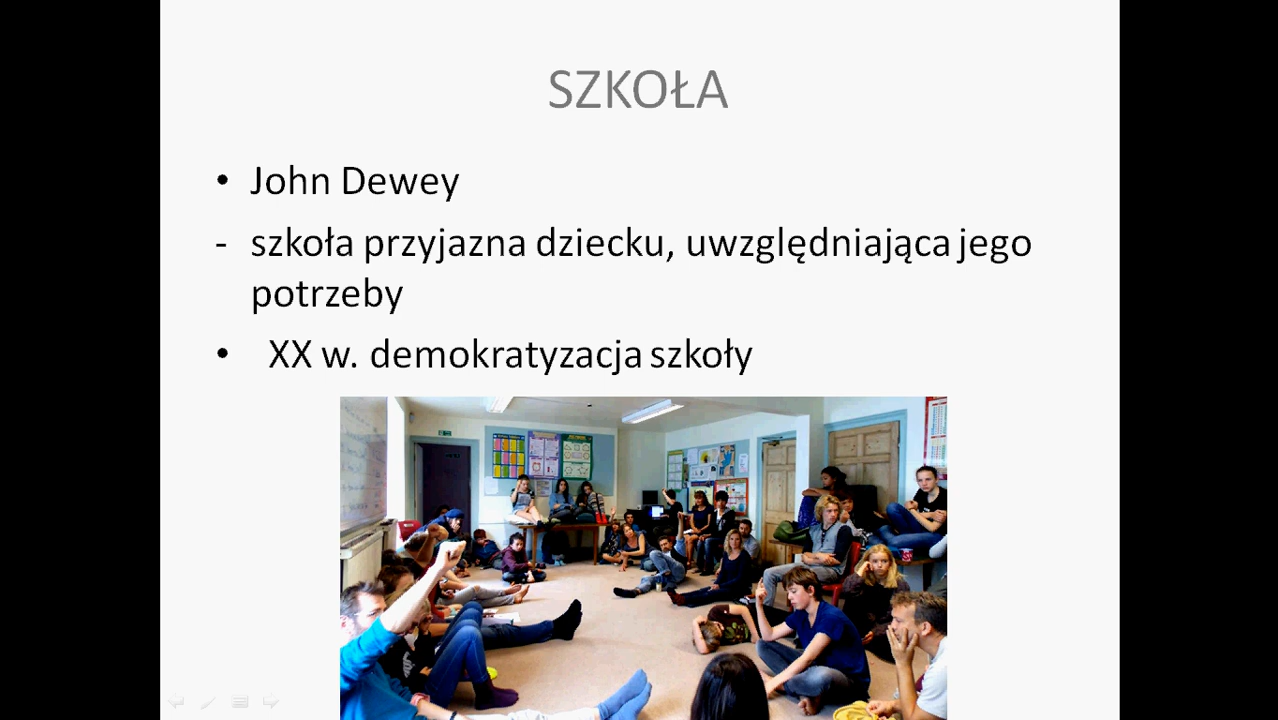 SZKOŁA
• John Dewey
- szkoła przyjazna dziecku, uwzględniająca jego
potrzeby
• XX w. demokratyzacja szkoły